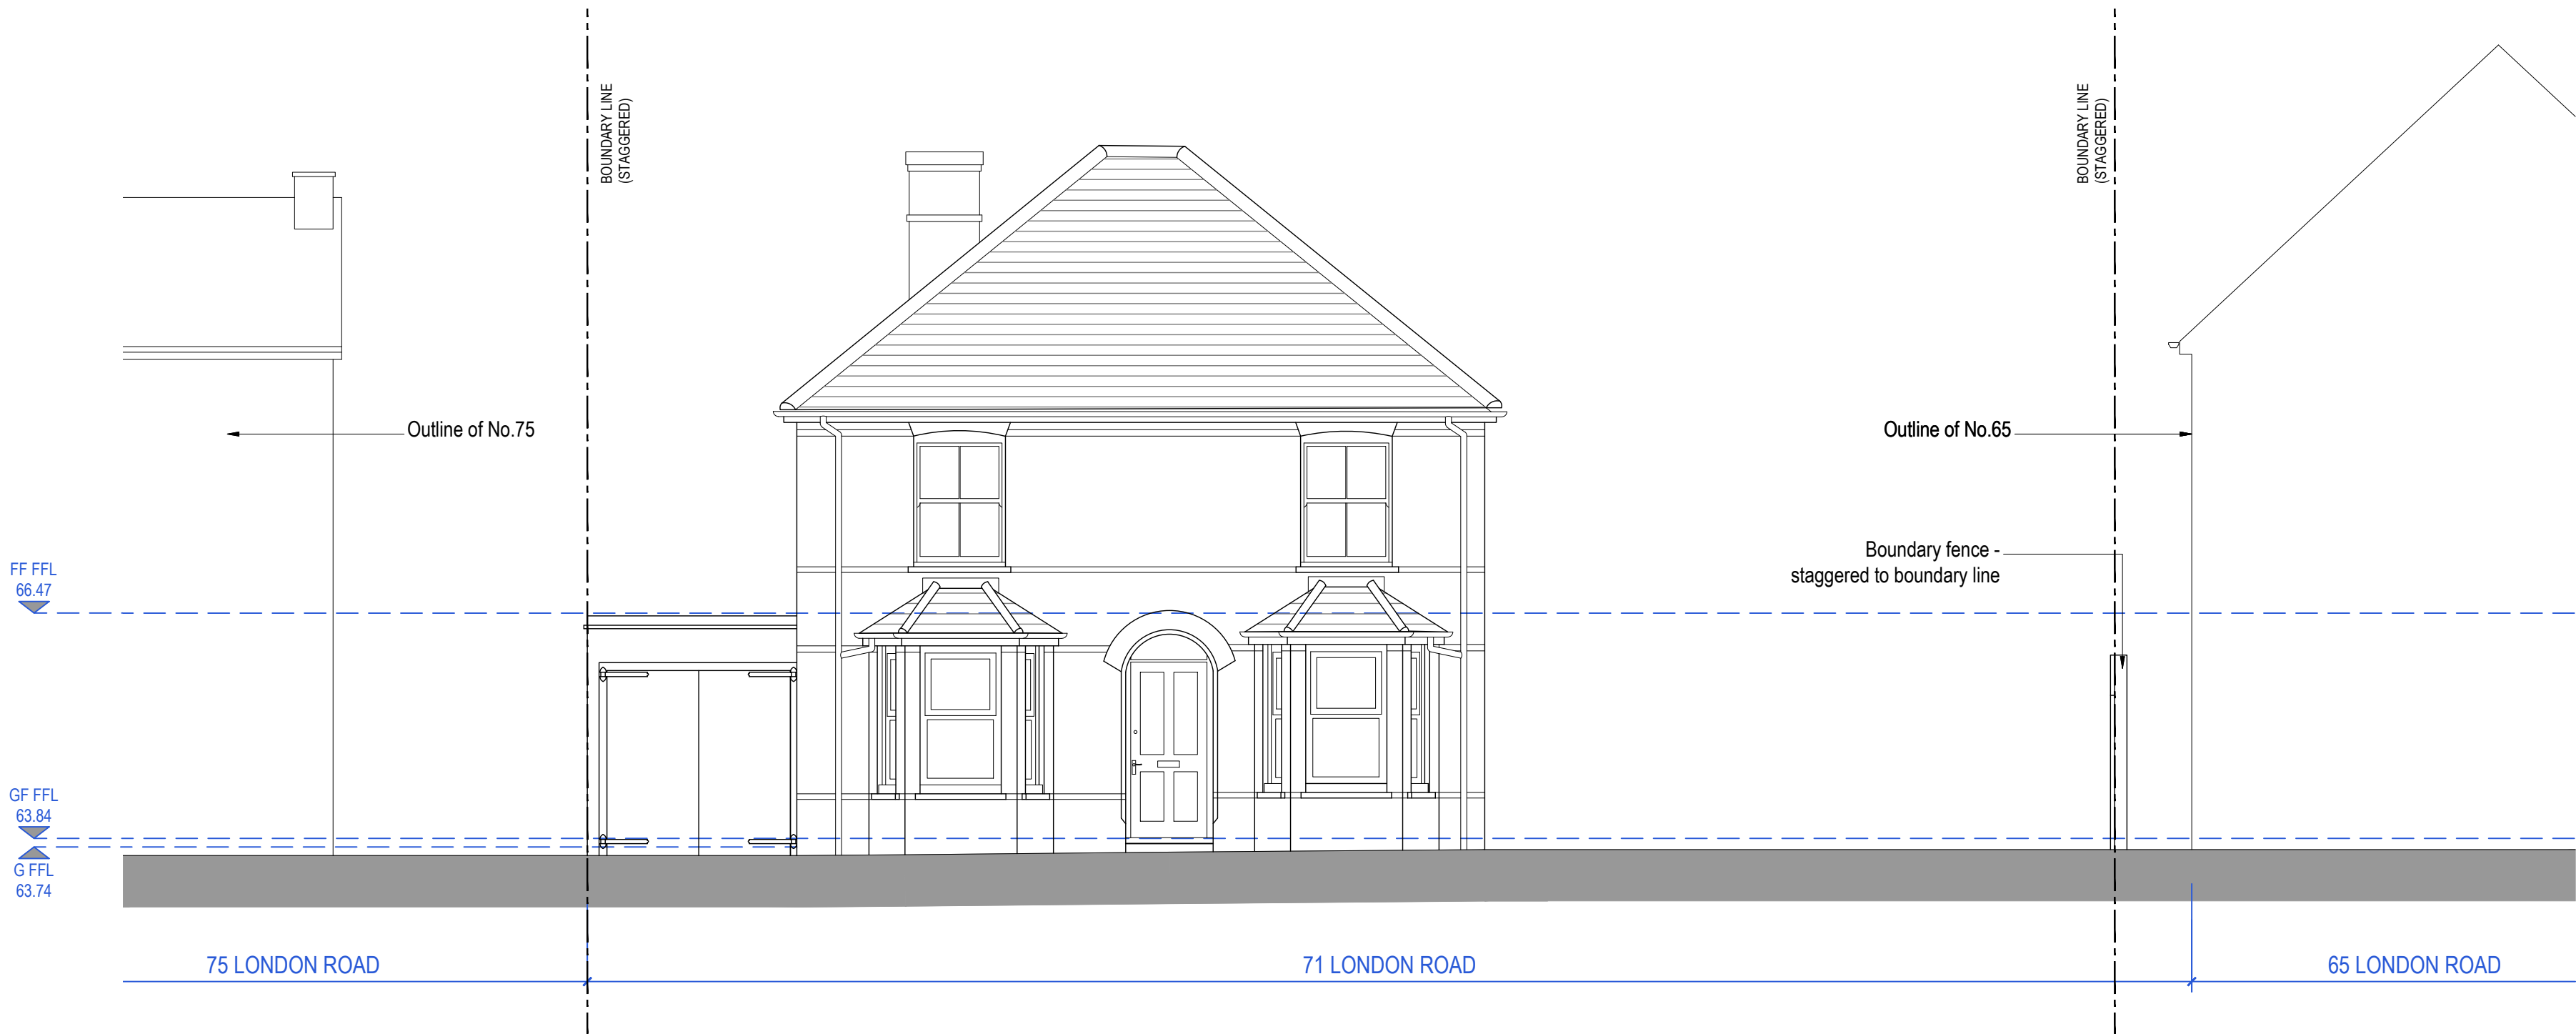 BOUNDARY LINE
(STAGGERED)
BOUNDARY LINE
(STAGGERED)
Outline of No.75
Outline of No.65
Boundary fence -
staggered to boundary line
FF FFL
66.47
GF FFL
63.84
G FFL
63.74
75 LONDON ROAD
71 LONDON ROAD
65 LONDON ROAD